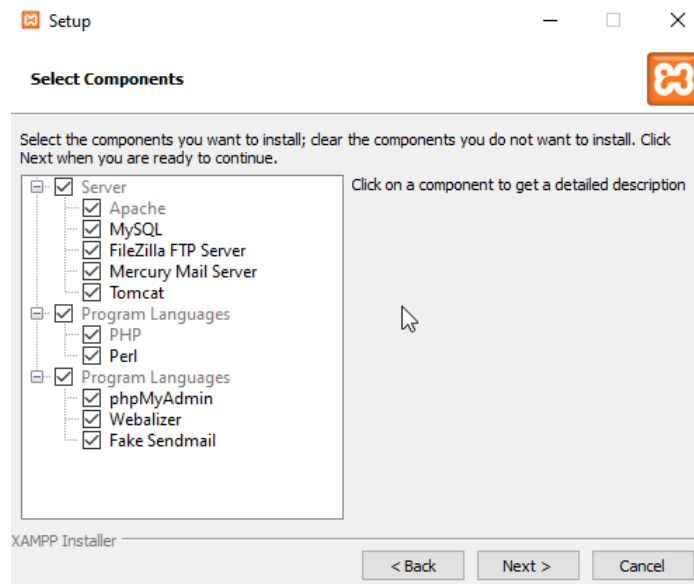 Setup
Select Components
Select the components you want to install; clear the components you do not want to install. Click
Next when you are ready to continue.
Server
Apache
MySQL
FileZilla FTP Server
Mercury Mail Server
Tomcat
Program Languages
PHP
Perl
Program Languages
phpMyAdmin
Webalizer
Fake Sendmail
Click on a component to get a detailed description
XAMPP Installer
< Back
Next >
Cancel